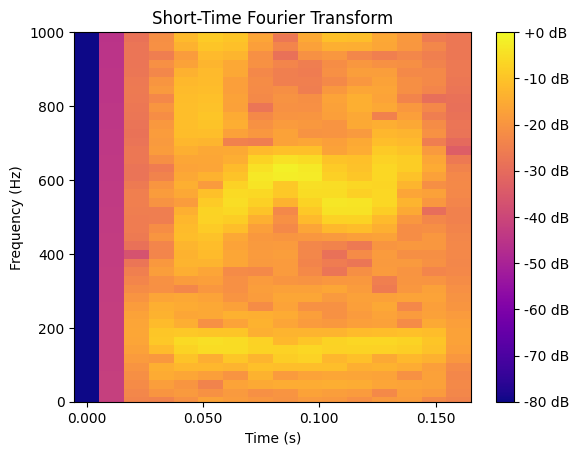 Short-Time Fourier Transform
1000
800
600
400
200
0
Frequency (Hz)
0.000
0.050
0.100
0.150
Time (s)
+0 dB
-10 dB
-20 dB
-30 dB
-40 dB
-50 dB
-60 dB
-70 dB
-80 dB